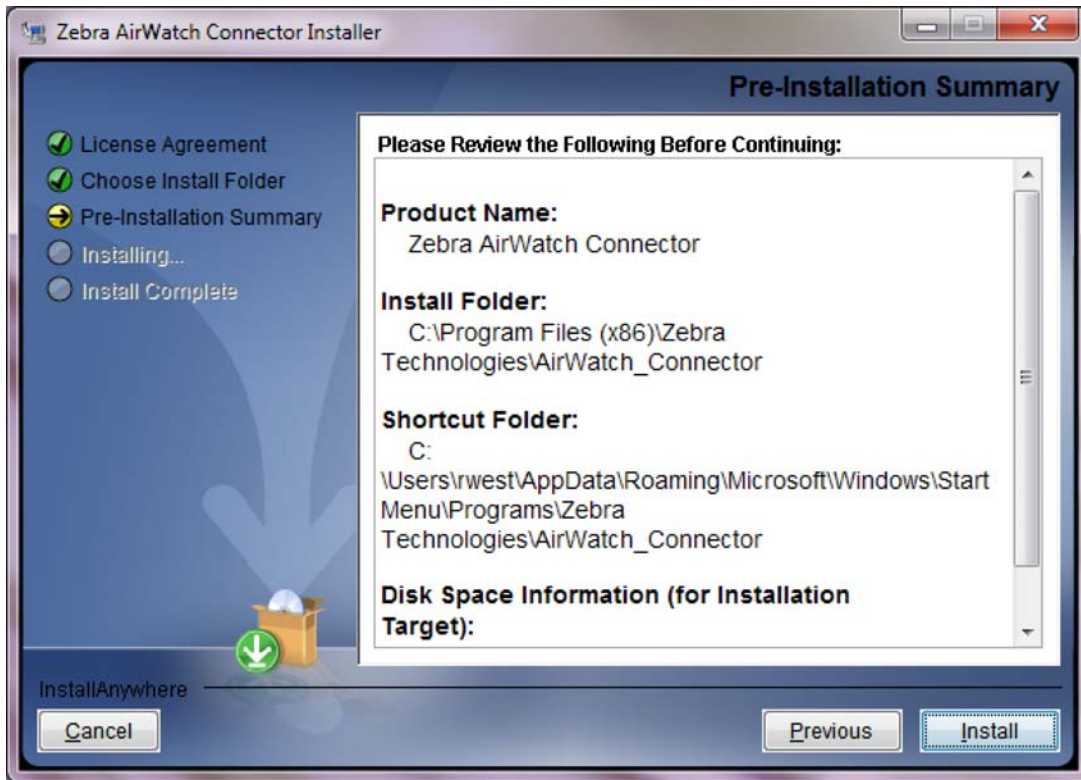 Zebra AirWatch Connector Installer
Pre-Installation Summary
License Agreement
Choose Install Folder
Pre-Installation Summary
Installing...
Install Complete
Please Review the Following Before Continuing:
Product Name:
Zebra AirWatch Connector
Install Folder:
C:\Program Files (x86)\Zebra
Technologies\AirWatch_Connector
Shortcut Folder:
C:
\Users\rwest\AppData\Roaming\Microsoft\Windows\Start
Menu\Programs\Zebra
Technologies\AirWatch_Connector
Disk Space Information (for Installation
Target):
InstallAnywhere
Cancel
Previous
Install